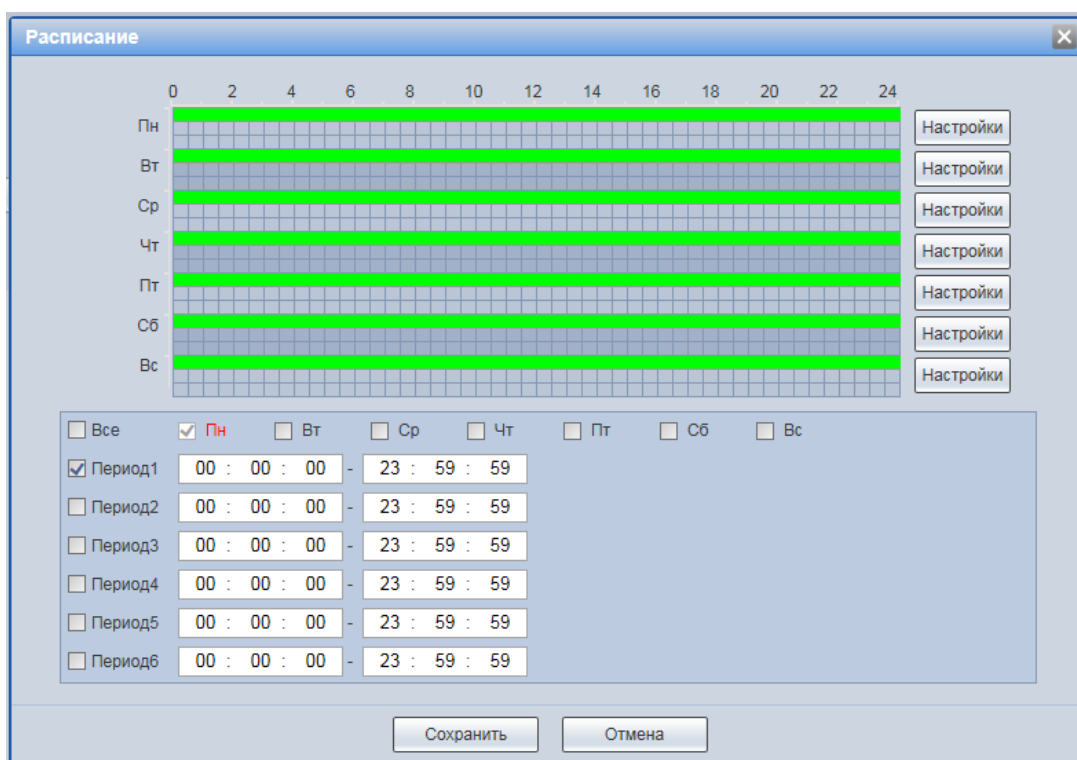 Расписание
0 2 4 6 8 10 12 14 16 18 20 22 24
Пн Настройки
Вт Настройки
Ср Настройки
Чт Настройки
Пт Настройки
Сб Настройки
Вс Настройки
Все Пн Вт Ср Чт Пт Сб Вс
Период1 00 : 00 : 00 - 23 : 59 : 59
Период2 00 : 00 : 00 - 23 : 59 : 59
Период3 00 : 00 : 00 - 23 : 59 : 59
Период4 00 : 00 : 00 - 23 : 59 : 59
Период5 00 : 00 : 00 - 23 : 59 : 59
Период6 00 : 00 : 00 - 23 : 59 : 59
Сохранить Отмена